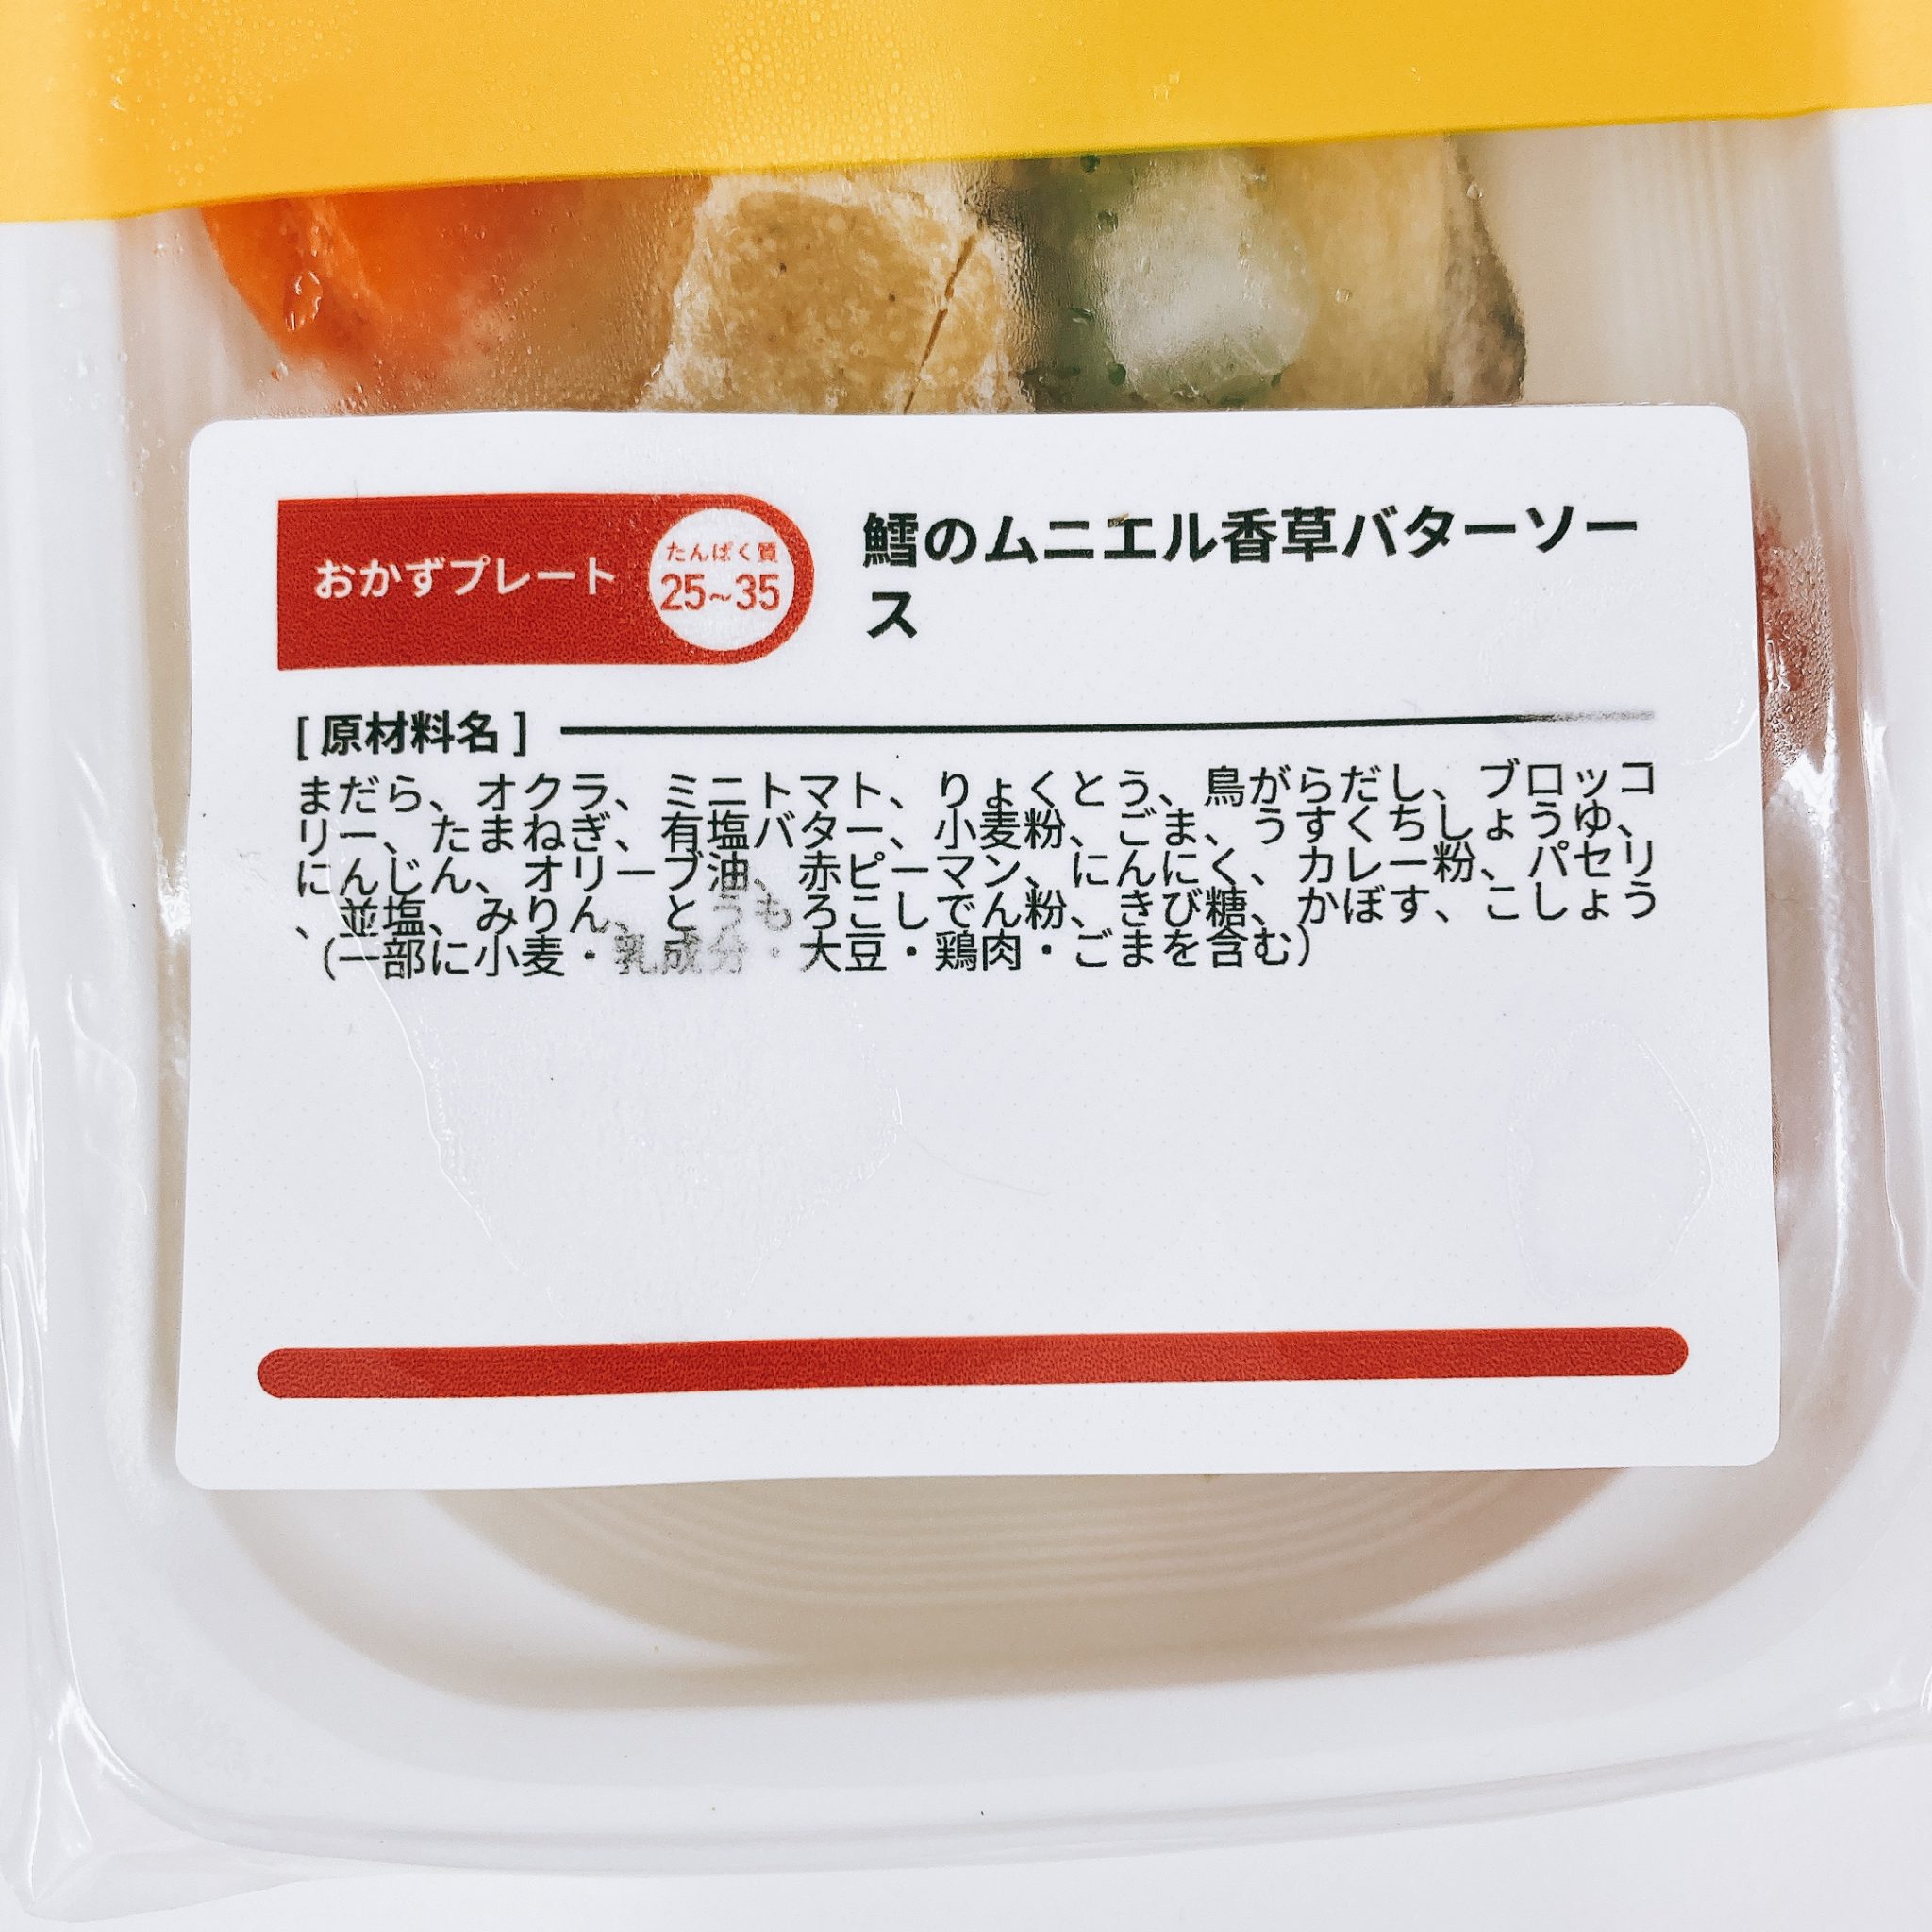 おかずプレート
たんぱく質
25~35
鱈のムニエル香草バターソー
ス
[ 原材料名 ]
まだら、オクラ、ミニトマト、りょくとう、鳥がらだし、ブロッコ
リー、たまねぎ、有塩バター、小麦粉、ごま、うすくちしょうゆ、
にんじん、オリーブ油、赤ピーマン、にんにく、カレー粉、パセリ
、並塩、みりん、とうもろこしでん粉、きび糖、かぼす、こしょう
（一部に小麦・乳成分・大豆・鶏肉・ごまを含む）